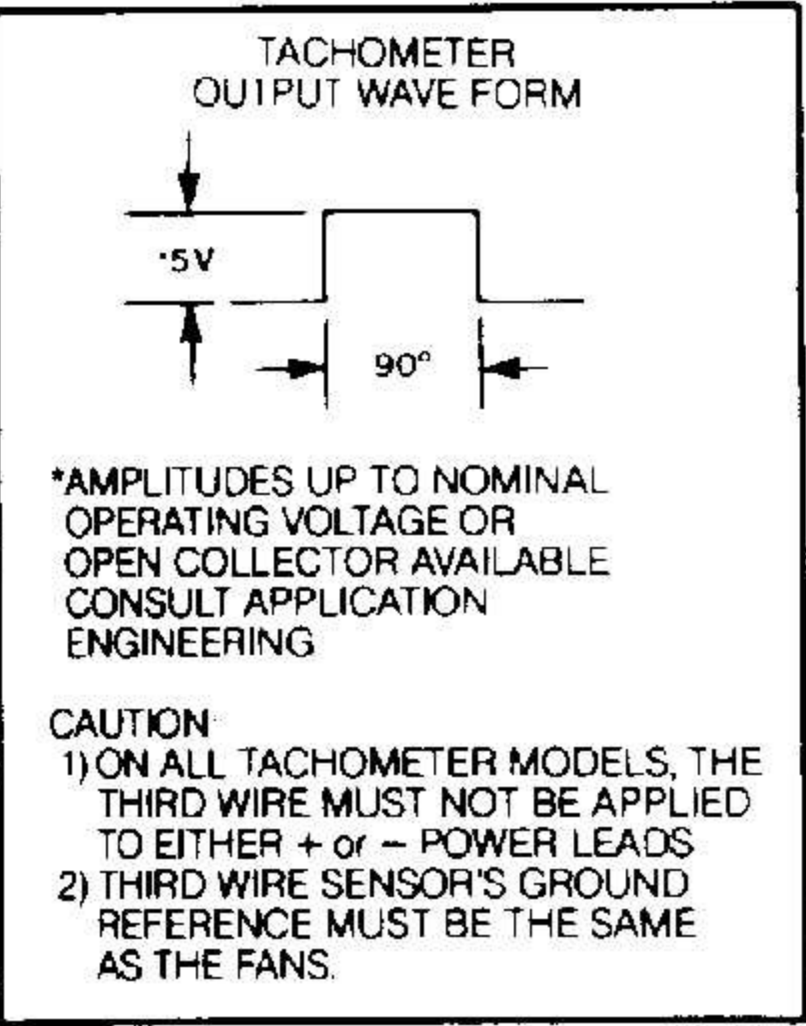 TACHOMETER
OUTPUT WAVE FORM
*5V
90°
*AMPLITUDES UP TO NOMINAL
OPERATING VOLTAGE OR
OPEN COLLECTOR AVAILABLE
CONSULT APPLICATION
ENGINEERING
CAUTION
1) ON ALL TACHOMETER MODELS, THE
THIRD WIRE MUST NOT BE APPLIED
TO EITHER + or – POWER LEADS
2) THIRD WIRE SENSOR'S GROUND
REFERENCE MUST BE THE SAME
AS THE FANS.